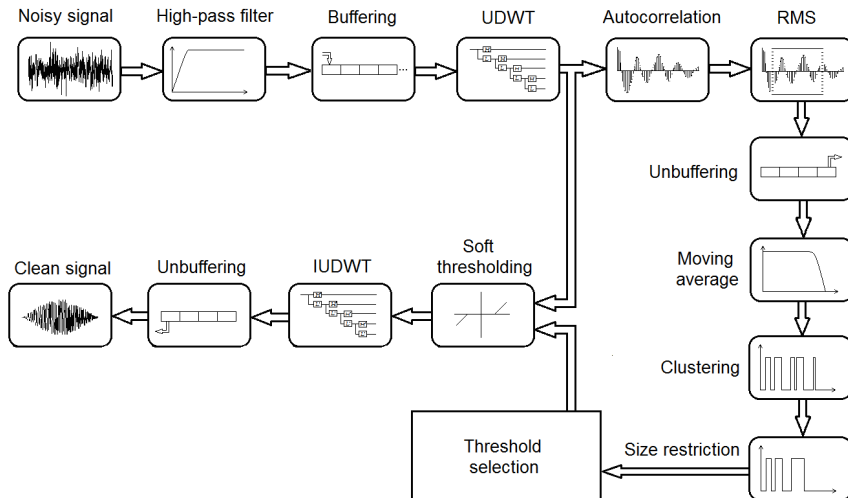 Noisy signal
High-pass filter
Buffering
UDWT
Autocorrelation
RMS
Unbuffering
Moving
average
Clustering
Size restriction
Threshold
selection
Soft
thresholding
IUDWT
Unbuffering
Clean signal